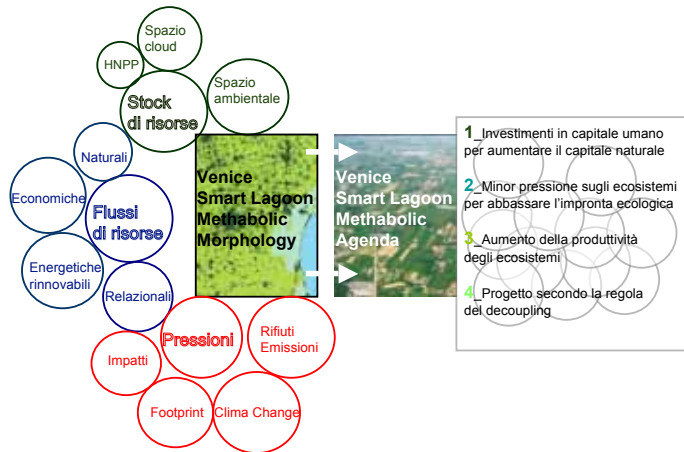 Spazio
cloud
HNPP
Spazio
ambientale
Stock
di risorse
Naturali
Economiche
Flussi
di risorse
Energetiche
rinnovabili
Relazionali
Pressioni
Rifiuti
Emissioni
Impatti
Footprint
Clima Change
Venice
Smart Lagoon
Methabolic
Morphology
Venice
Smart Lagoon
Methabolic
Agenda
1_Investimenti in capitale umano
per aumentare il capitale naturale
2_Minor pressione sugli ecosistemi
per abbassare l'impronta ecologica
3_Aumento della produttività
degli ecosistemi
4_Progetto secondo la regola
del decoupling